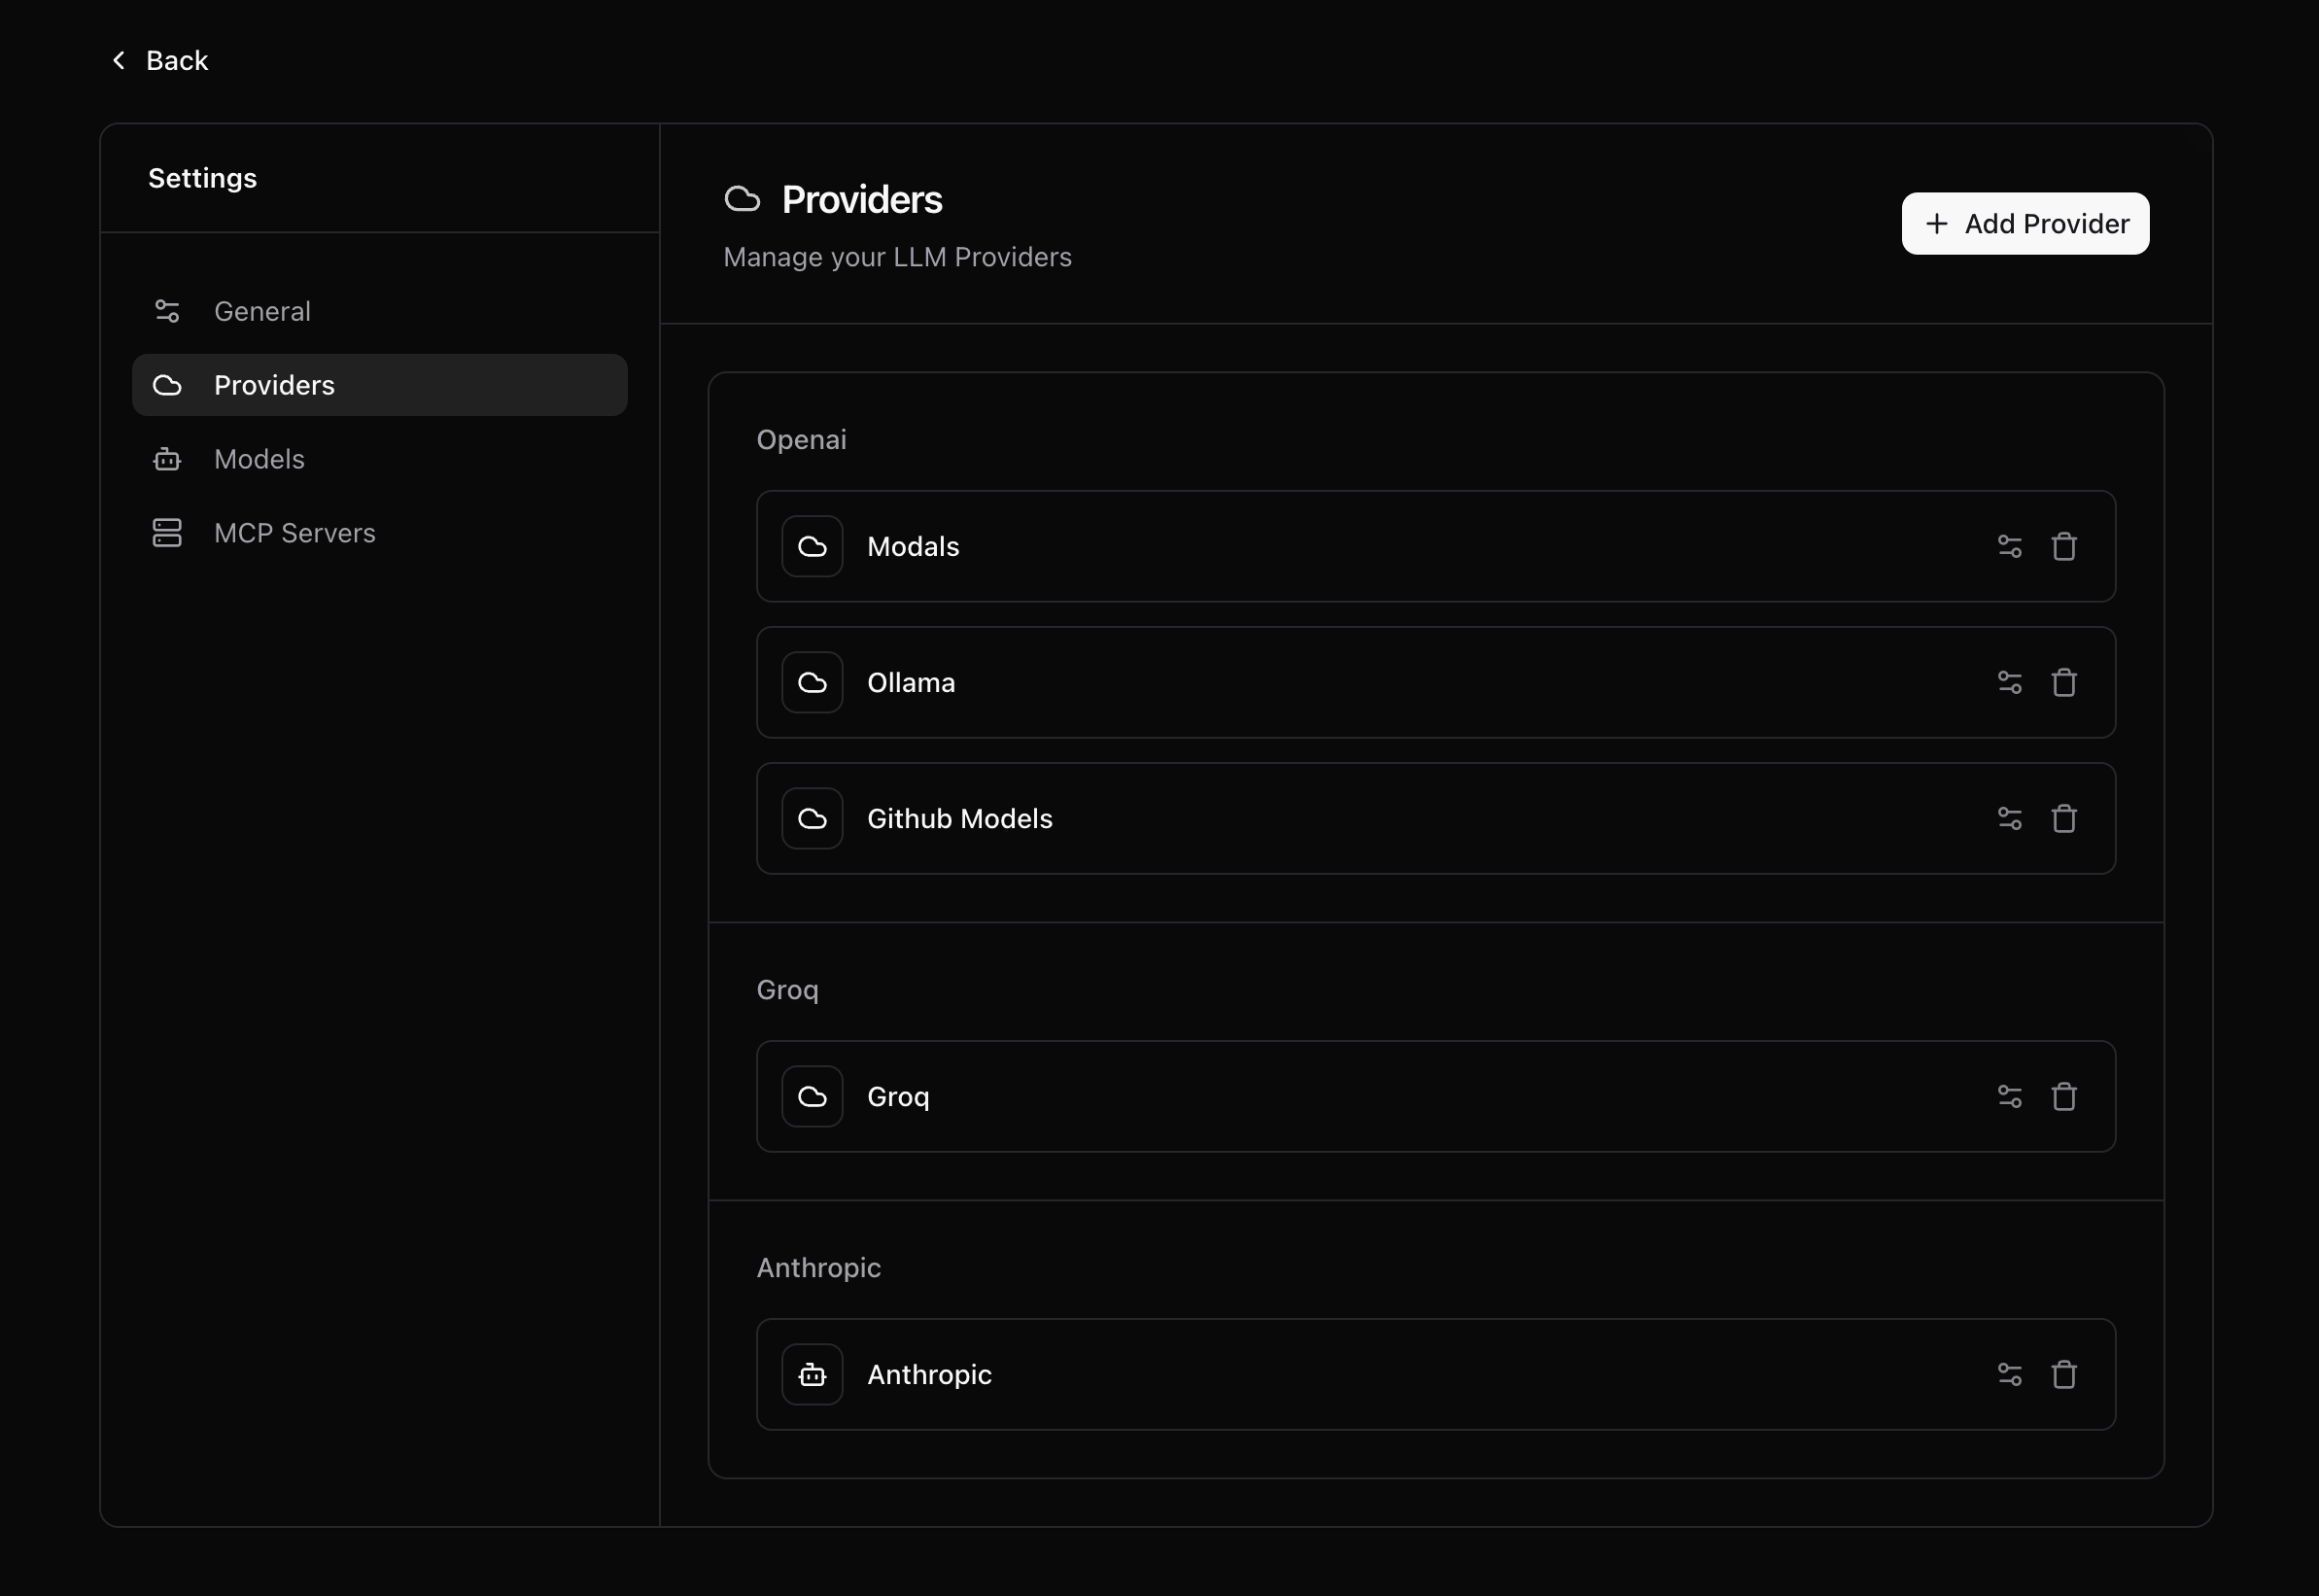 Back
Settings
General
Providers
Models
MCP Servers
Providers
Manage your LLM Providers
Add Provider
Openai
Modals
Ollama
Github Models
Groq
Groq
Anthropic
Anthropic